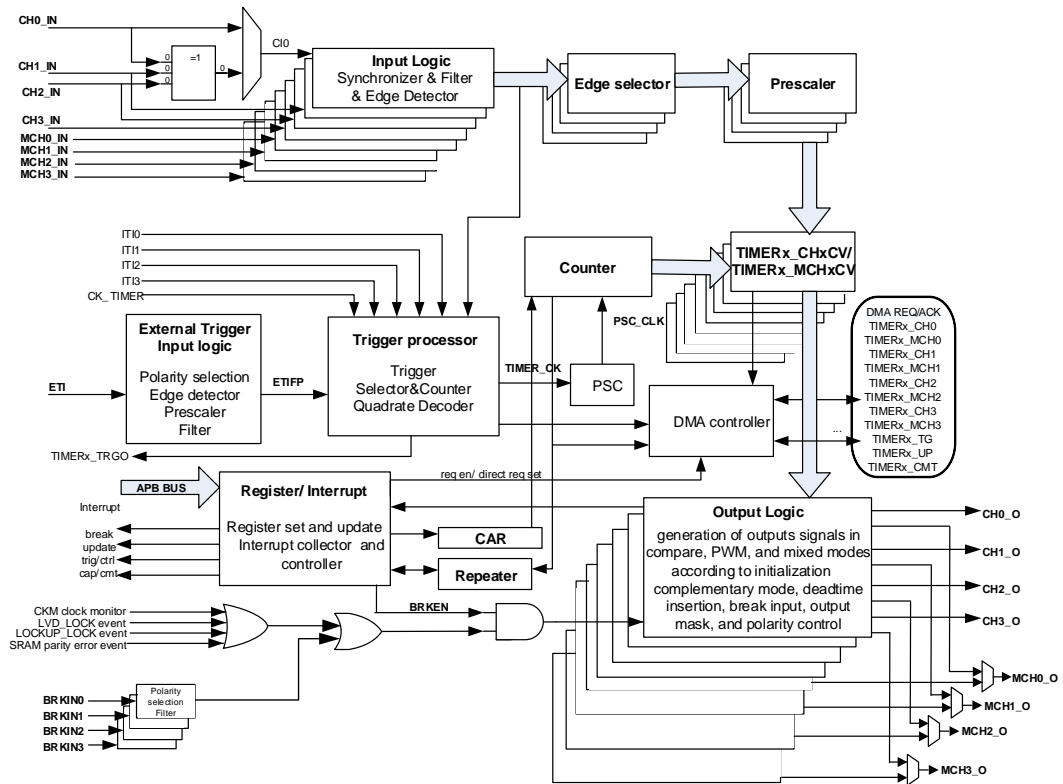 CH0_IN
CI0
0
=1
CH1_IN
0
0
0
CH2_IN
Input Logic
Synchronizer & Filter
& Edge Detector
Edge selector
Prescaler
CH3_IN
MCH0_IN
MCH1_IN
MCH2_IN
MCH3_IN
ITI0
ITI1
ITI2
ITI3
CK_TIMER
Counter
TIMERx_CHxCV/
TIMERx_MCHxCV
PSC_CLK
External Trigger
Input logic
Polarity selection
Edge detector
Prescaler
Filter
ETI
ETIFP
Trigger processor
Trigger
Selector&Counter
Quadrate Decoder
TIMER_CK
PSC
DMA controller
DMA REQ/ACK
TIMERx_CH0
TIMERx_MCH0
TIMERx_CH1
TIMERx_MCH1
TIMERx_CH2
TIMERx_MCH2
TIMERx_CH3
TIMERx_MCH3
TIMERx_TG
TIMERx_UP
TIMERx_CMT
...
TIMERx_TRGO
req en/ direct req set
APB BUS
Interrupt
break
update
trig/ctrl
cap/cmt
Register/ Interrupt
Register set and update
Interrupt collector and
controller
CAR
Repeater
Output Logic
generation of outputs signals in
compare, PWM, and mixed modes
according to initialization
complementary mode, deadtime
insertion, break input, output
mask, and polarity control
CH0_O
CH1_O
CH2_O
CH3_O
BRKEN
CKM clock monitor
LVD_LOCK event
LOCKUP_LOCK event
SRAM parity error event
BRKIN0
BRKIN1
BRKIN2
BRKIN3
Polarity
selection
Filter
MCH0_O
MCH1_O
MCH2_O
MCH3_O